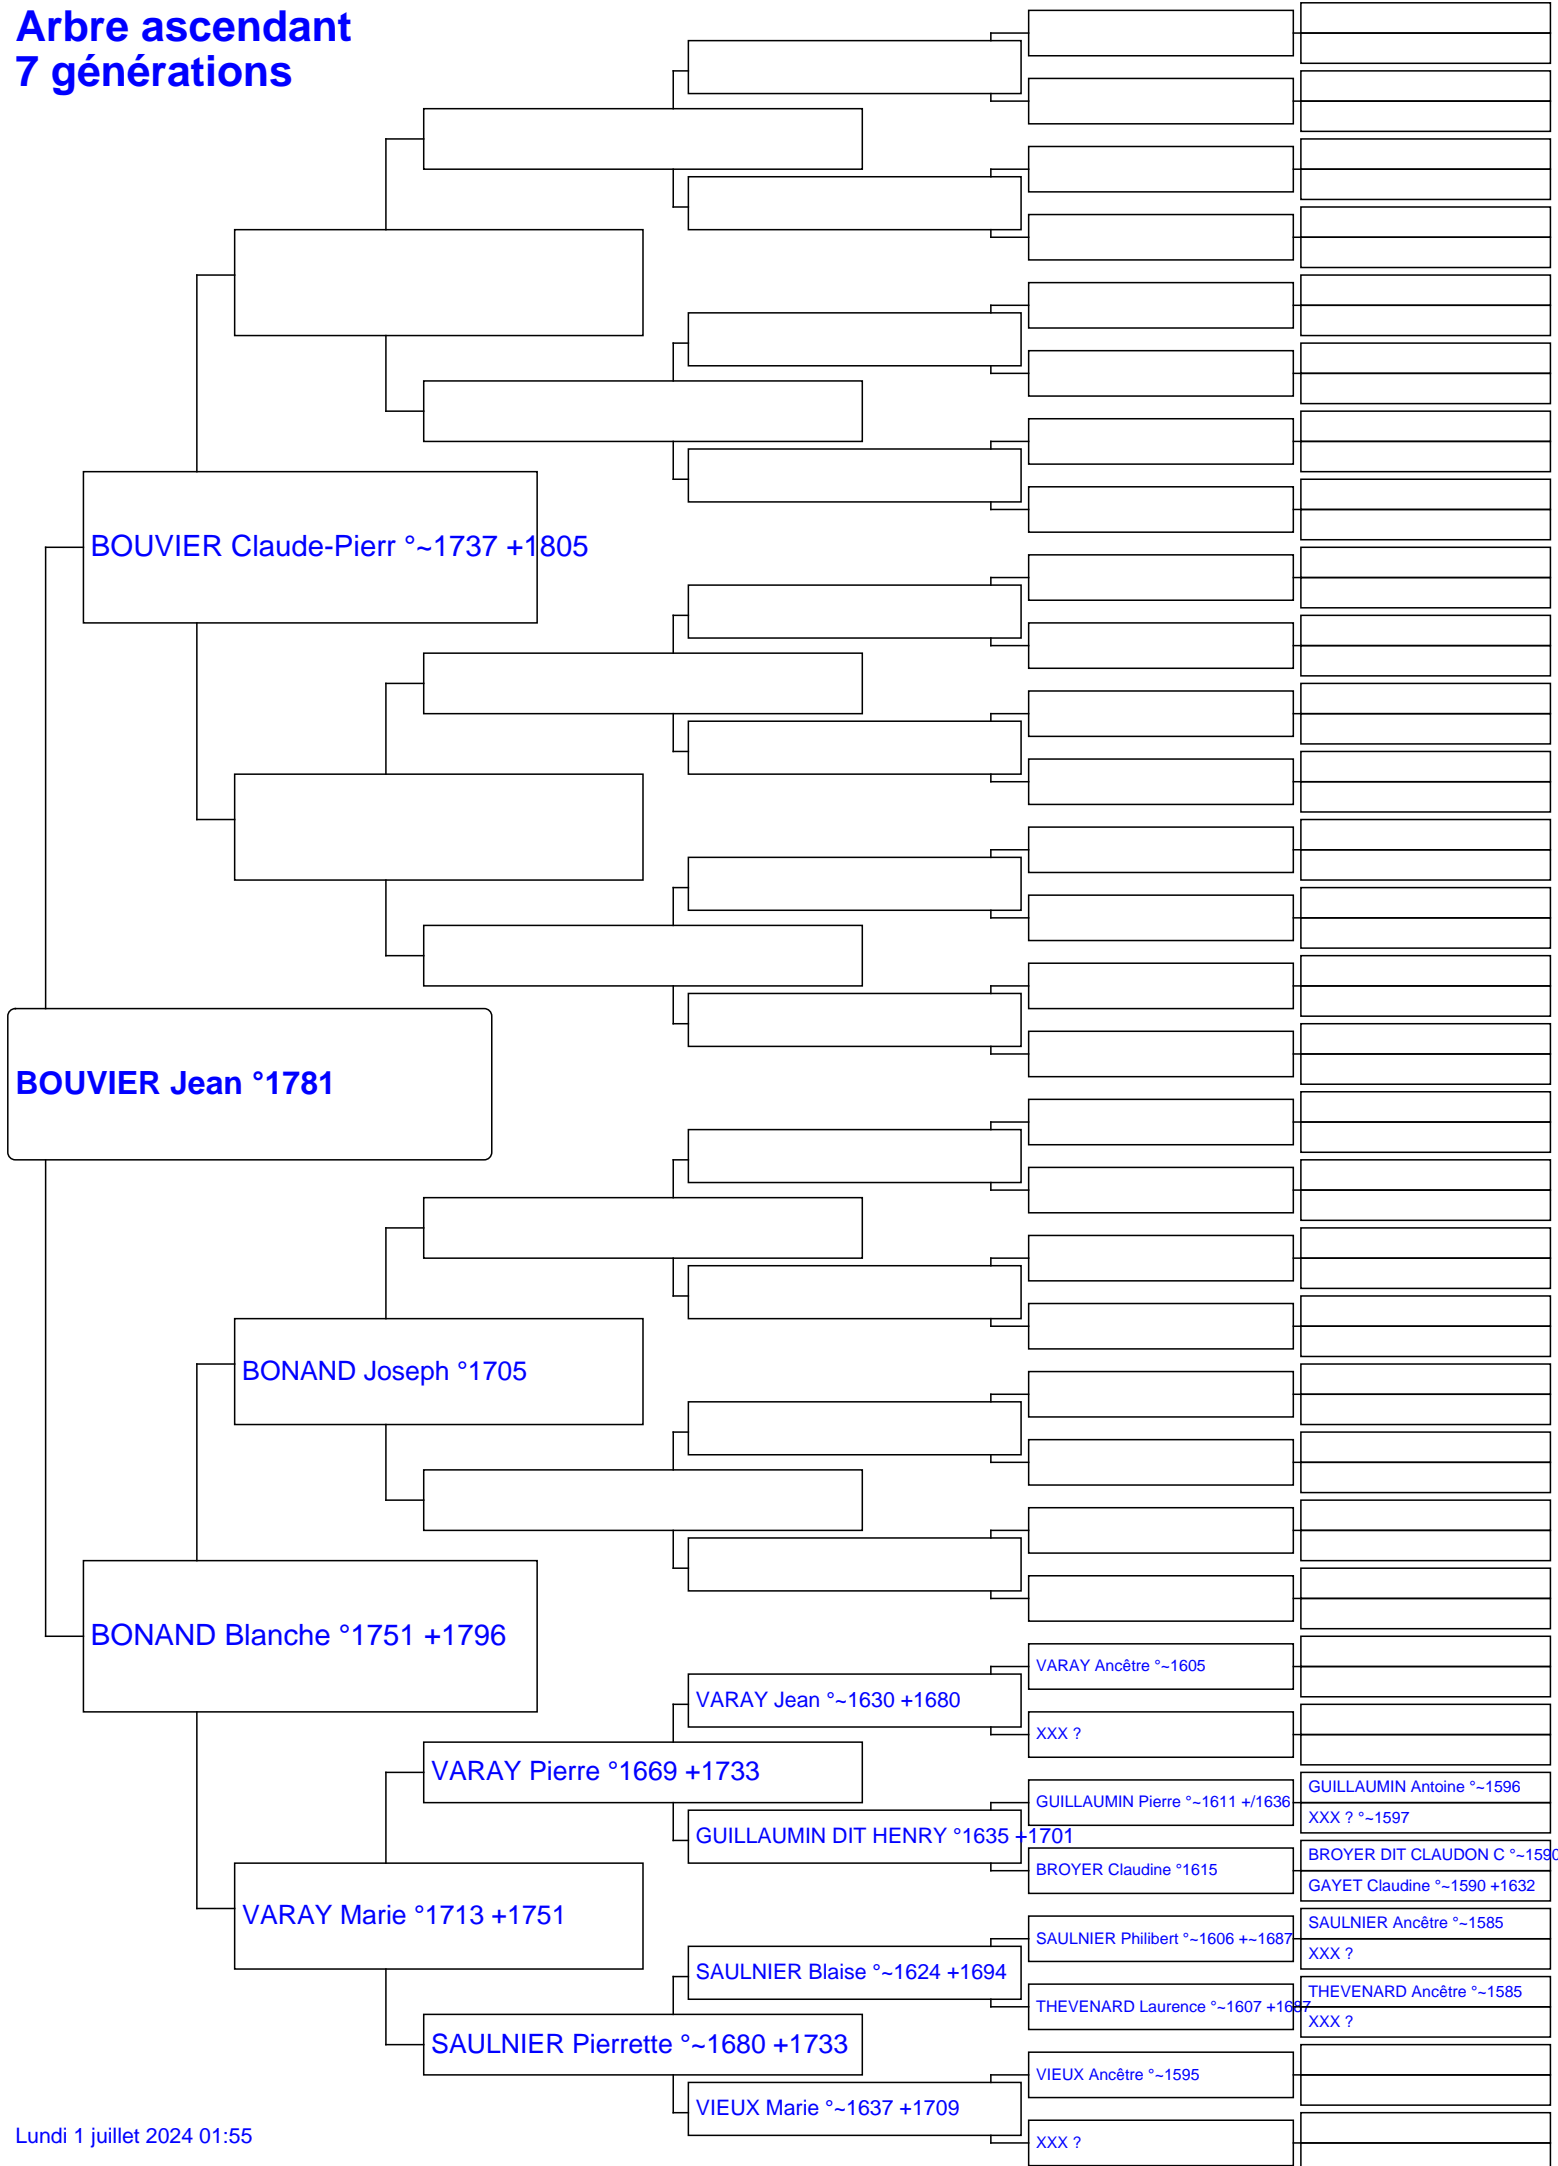 Arbre ascendant
7 générations
BOUVIER Claude-Pierr °~1737 +1805
BOUVIER Jean °1781
BONAND Joseph °1705
BONAND Blanche °1751 +1796
VARAY Ancêtre °~1605
VARAY Jean °~1630 +1680
XXX ?
VARAY Pierre °1669 +1733
GUILLAUMIN Antoine °~1596
GUILLAUMIN Pierre °~1611 +/1636
XXX ? °~1597
GUILLAUMIN DIT HENRY °1635 +1701
BROYER DIT CLAUDON C °~1590
BROYER Claudine °1615
GAYET Claudine °~1590 +1632
VARAY Marie °1713 +1751
SAULNIER Ancêtre °~1585
SAULNIER Philibert °~1606 +~1687
XXX ?
SAULNIER Blaise °~1624 +1694
THEVENARD Ancêtre °~1585
THEVENARD Laurence °~1607 +1687
XXX ?
SAULNIER Pierrette °~1680 +1733
VIEUX Ancêtre °~1595
VIEUX Marie °~1637 +1709
XXX ?
Lundi 1 juillet 2024 01:55